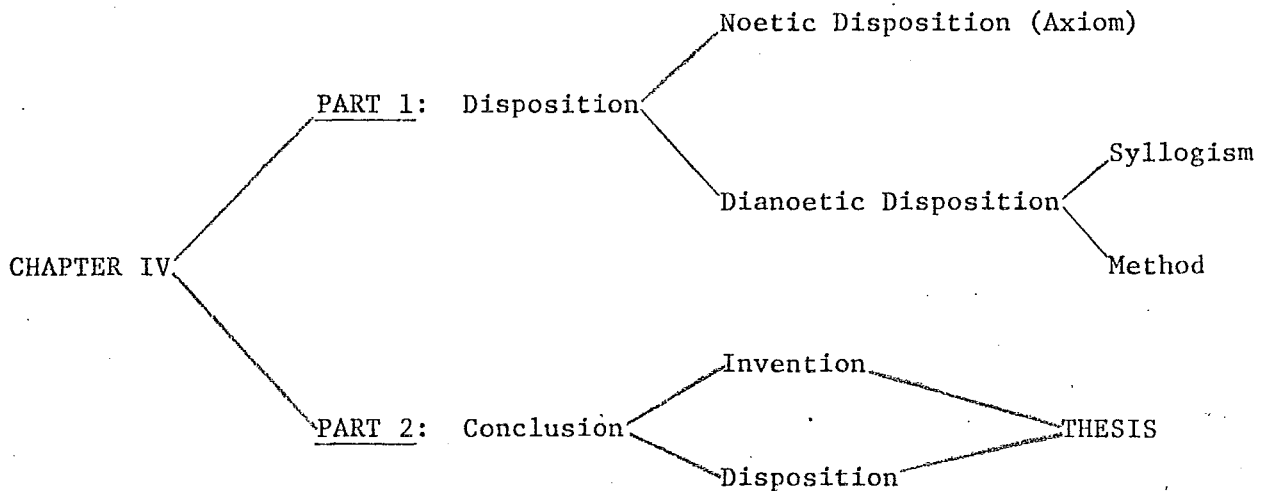 Noetic Disposition (Axiom)
PART 1: Disposition
Syllogism
Dianoetic Disposition
CHAPTER IV
Method
Invention
PART 2: Conclusion
THESIS
Disposition